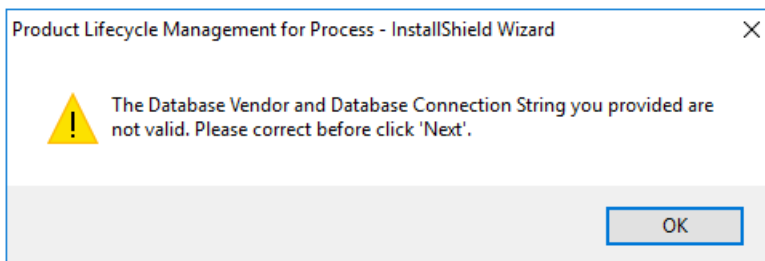 Product Lifecycle Management for Process - InstallShield Wizard
The Database Vendor and Database Connection String you provided are
not valid. Please correct before click 'Next'.
OK